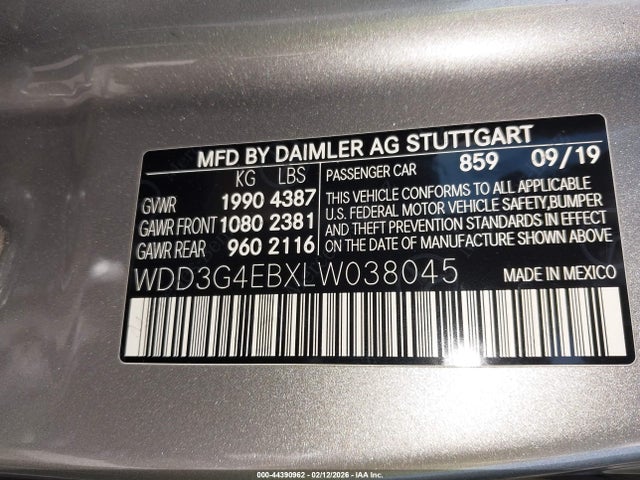 MFD BY DAIMLER AG STUTTGART
KG LBS
GVWR 1990 4387
GAWR FRONT 1080 2381
GAWR REAR 960 2116
PASSENGER CAR 859 09/19
THIS VEHICLE CONFORMS TO ALL APPLICABLE
U.S. FEDERAL MOTOR VEHICLE SAFETY,BUMPER
AND THEFT PREVENTION STANDARDS IN EFFECT
ON THE DATE OF MANUFACTURE SHOWN ABOVE
WDD3G4EBXLW038045 MADE IN MEXICO
000-44390962 - 02/12/2026 - IAA Inc.